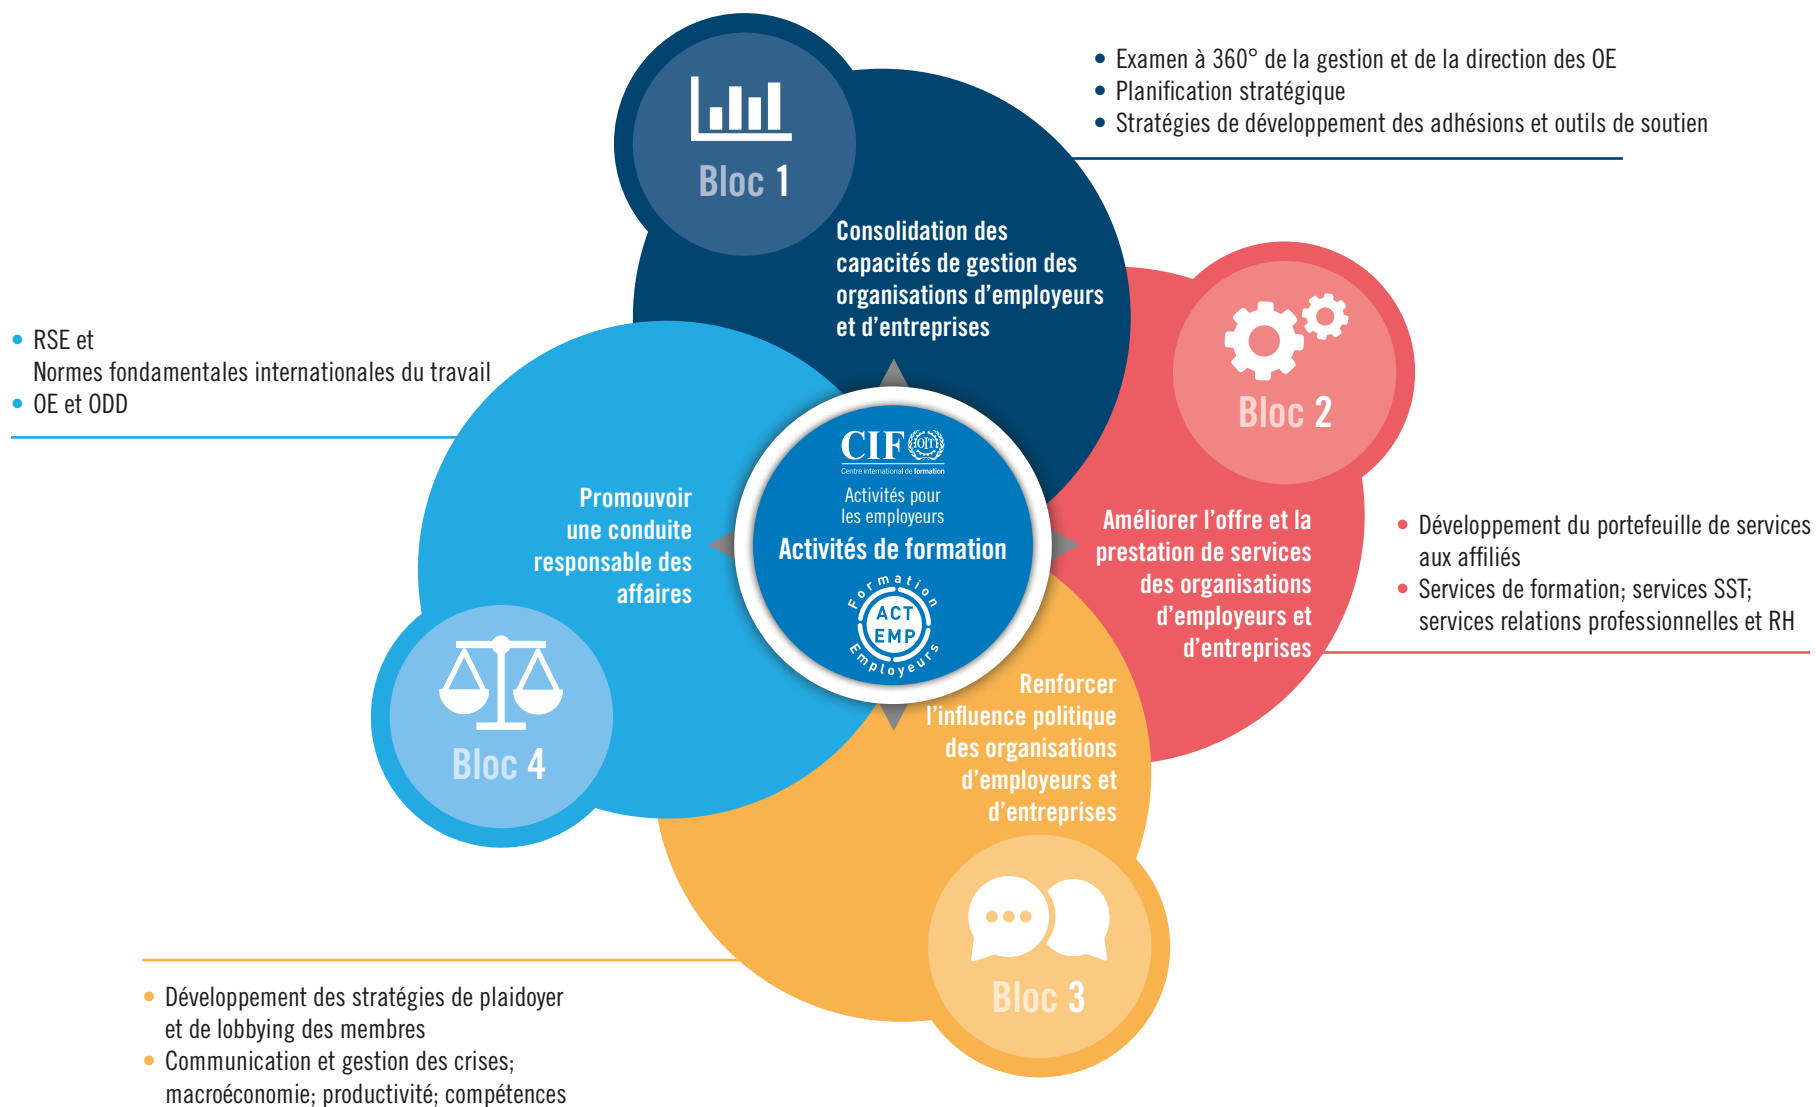 Bloc 1
Consolidation des
capacités de gestion des
organisations d’employeurs
et d’entreprises
• Examen à 360° de la gestion et de la direction des OE
• Planification stratégique
• Stratégies de développement des adhésions et outils de soutien
Bloc 2
Améliorer l’offre et la
prestation de services
des organisations
d’employeurs et
d’entreprises
• Développement du portefeuille de services
aux affiliés
• Services de formation; services SST;
services relations professionnelles et RH
• RSE et
Normes fondamentales internationales du travail
• OE et ODD
Promouvoir
une conduite
responsable des
affaires
Bloc 4
CIF OIT
Centre international de formation
Activités pour
les employeurs
Activités de formation
Formation
ACT
EMP
Employeurs
Renforcer
l’influence politique
des organisations
d’employeurs et
d’entreprises
Bloc 3
• Développement des stratégies de plaidoyer
et de lobbying des membres
• Communication et gestion des crises;
macroéconomie; productivité; compétences